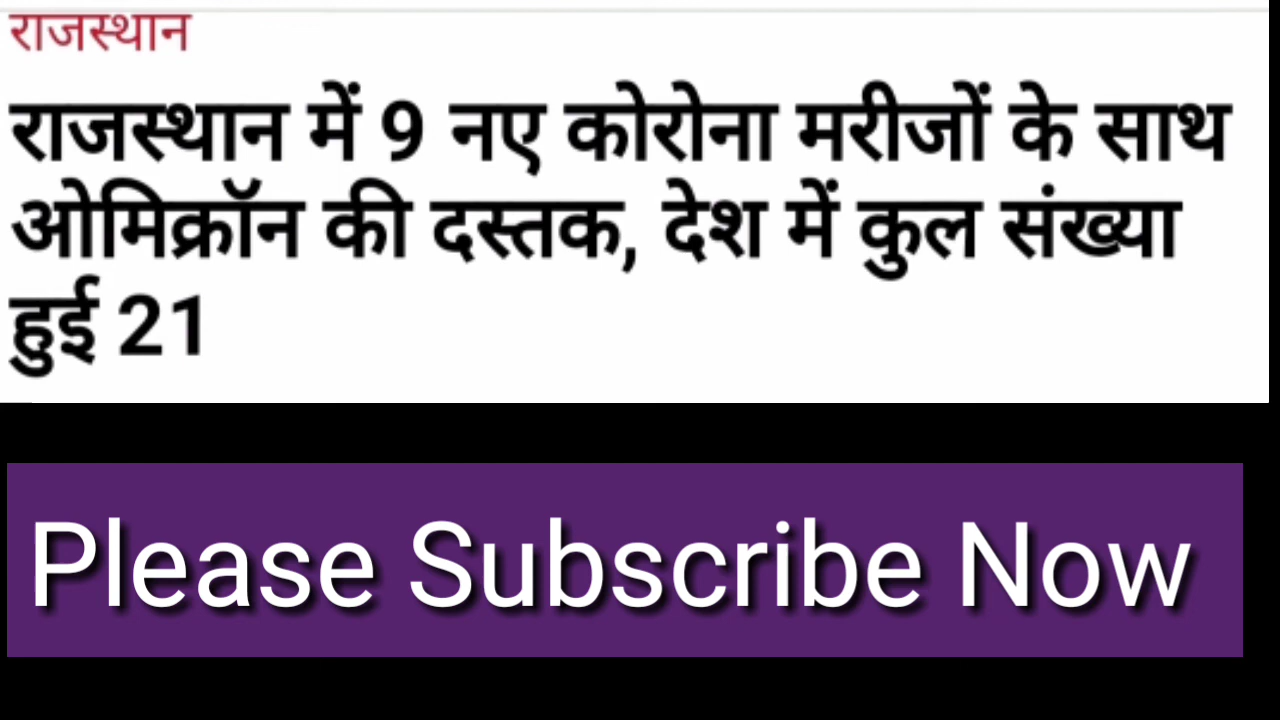 राजस्थान
राजस्थान में 9 नए कोरोना मरीजों के साथ
ओमिक्रॉन की दस्तक, देश में कुल संख्या
हुई 21
Please Subscribe Now